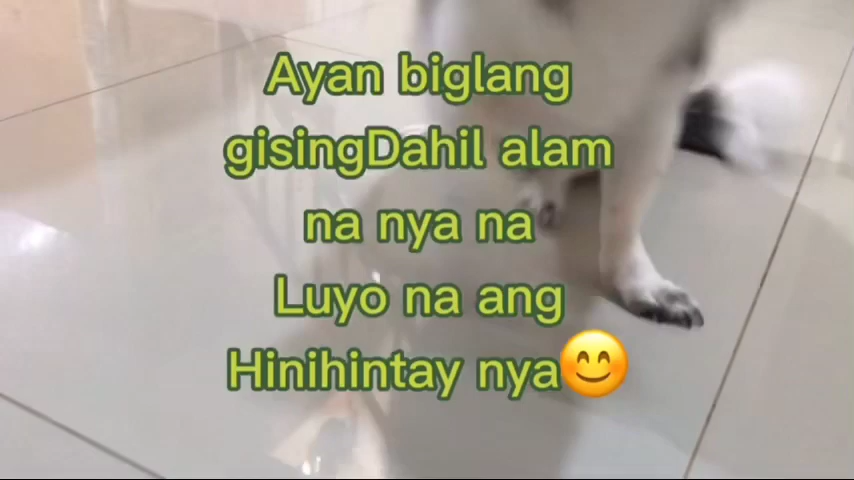 Ayan biglang
gisingDahil alam
na nya na
Luyo na ang
Hinihintay nya😊